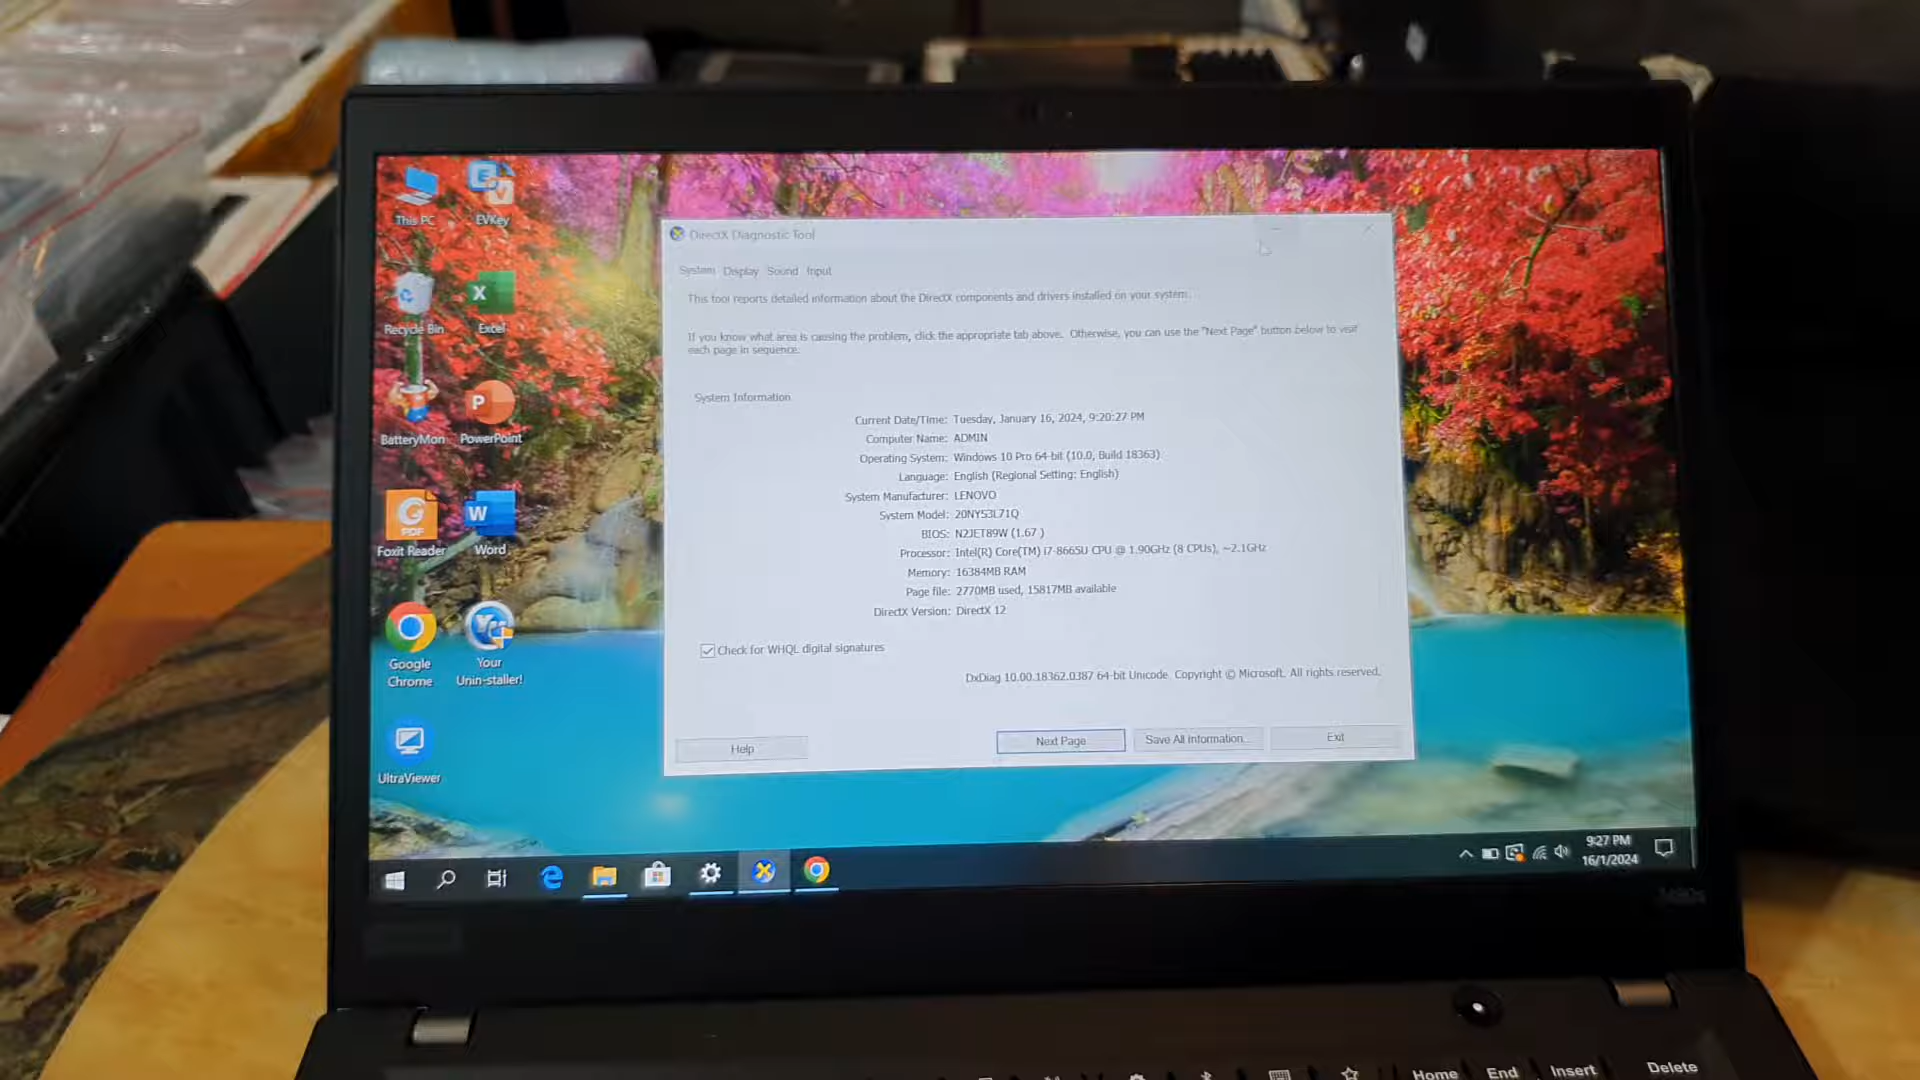 This PC
EVKey
Recycle Bin
Excel
BatteryMon
PowerPoint
Foxit Reader
Word
Google
Chrome
Your
Unin-staller!
UltraViewer
DirectX Diagnostic Tool
System Display Sound Input
This tool reports detailed information about the DirectX components and drivers installed on your system.
If you know what area is causing the problem, click the appropriate tab above. Otherwise, you can use the "Next Page" button below to visit
each page in sequence.
System Information
Current Date/Time: Tuesday, January 16, 2024, 9:20:27 PM
Computer Name: ADMIN
Operating System: Windows 10 Pro 64-bit (10.0, Build 18363)
Language: English (Regional Setting: English)
System Manufacturer: LENOVO
System Model: 20NYS3L71Q
BIOS: N2JET89W (1.67 )
Processor: Intel(R) Core(TM) i7-8665U CPU @ 1.90GHz (8 CPUs), ~2.1GHz
Memory: 16384MB RAM
Page file: 2770MB used, 15817MB available
DirectX Version: DirectX 12
Check for WHQL digital signatures
DxDiag 10.00.18362.0387 64-bit Unicode Copyright © Microsoft. All rights reserved.
Help
Next Page
Save All Information...
Exit
9:27 PM
16/1/2024
Home End Insert Delete